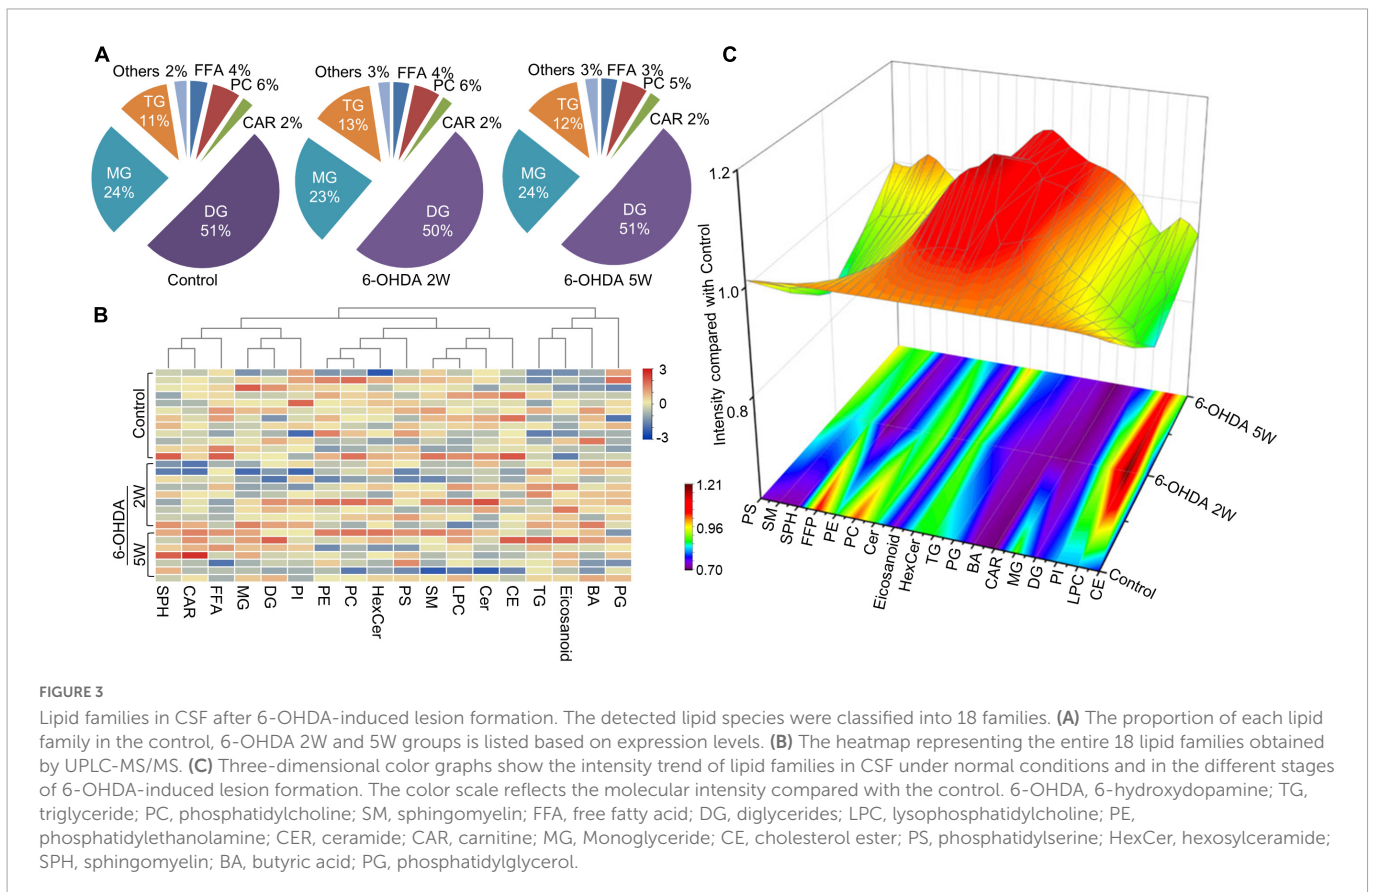 A
Others 2%
FFA 4%
PC 6%
CAR 2%
TG
11%
MG
24%
DG
51%
Control
Others 3%
FFA 4%
PC 6%
CAR 2%
TG
13%
MG
23%
DG
50%
6-OHDA 2W
Others 3%
FFA 3%
PC 5%
CAR 2%
TG
12%
MG
24%
DG
51%
6-OHDA 5W
B
Control
6-OHDA
2W
5W
3
0
-3
SPH
CAR
FFA
MG
DG
PI
PE
PC
HexCer
PS
SM
LPC
Cer
CE
TG
Eicosanoid
BA
PG
C
Intensity compared with Control
1.2
1.0
0.8
1.21
0.96
0.70
PS
SM
SPH
FFP
PE
PC
Cer
Eicosanoid
HexCer
TG
PG
BA
CAR
MG
DG
PI
LPC
CE
Control
6-OHDA 2W
6-OHDA 5W
FIGURE 3
Lipid families in CSF after 6-OHDA-induced lesion formation. The detected lipid species were classified into 18 families. (A) The proportion of each lipid
family in the control, 6-OHDA 2W and 5W groups is listed based on expression levels. (B) The heatmap representing the entire 18 lipid families obtained
by UPLC-MS/MS. (C) Three-dimensional color graphs show the intensity trend of lipid families in CSF under normal conditions and in the different stages
of 6-OHDA-induced lesion formation. The color scale reflects the molecular intensity compared with the control. 6-OHDA, 6-hydroxydopamine; TG,
triglyceride; PC, phosphatidylcholine; SM, sphingomyelin; FFA, free fatty acid; DG, diglycerides; LPC, lysophosphatidylcholine; PE,
phosphatidylethanolamine; CER, ceramide; CAR, carnitine; MG, Monoglyceride; CE, cholesterol ester; PS, phosphatidylserine; HexCer, hexosylceramide;
SPH, sphingomyelin; BA, butyric acid; PG, phosphatidylglycerol.